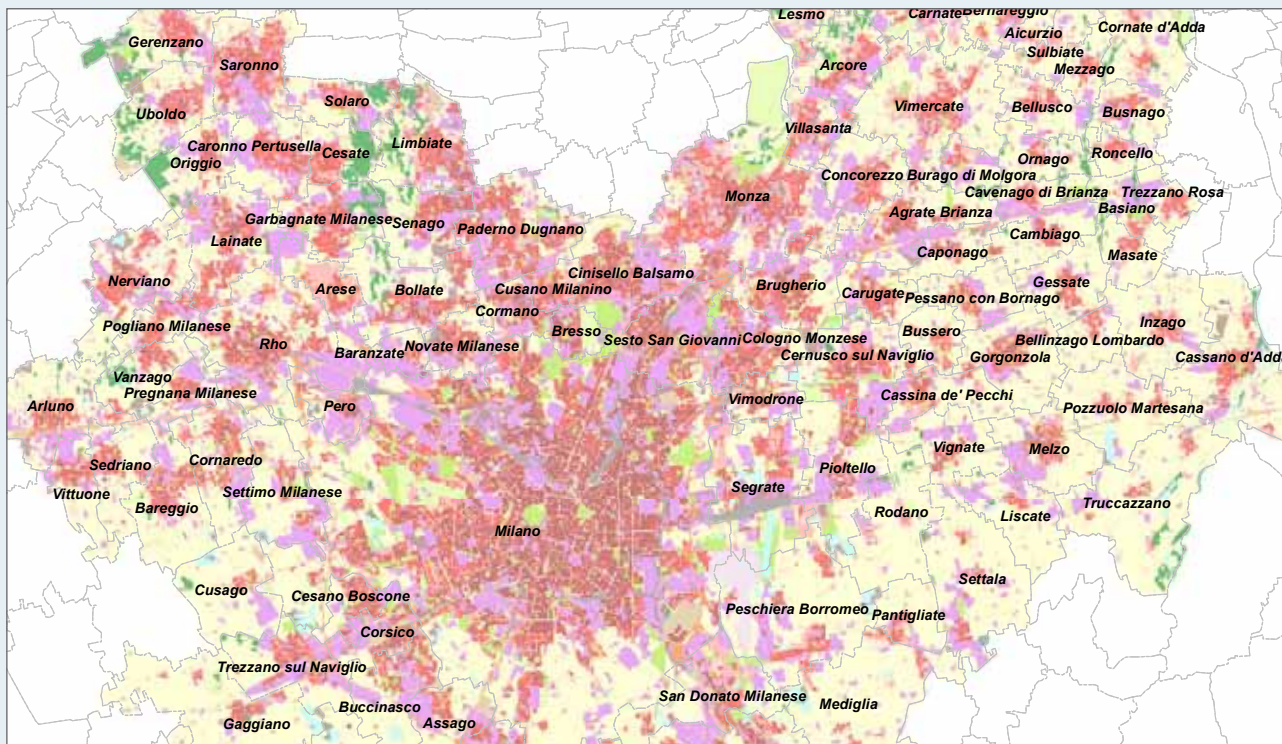 Lesmo
Carnate
Bernareggio
Aicurzio
Cornate d'Adda
Gerenzano
Sulbiate
Saronno
Arcore
Mezzago
Solaro
Uboldo
Vimercate
Bellusco
Busnago
Villasanta
Caronno Pertusella
Cesate
Limbiate
Origgio
Ornago
Roncello
Concorezzo
Burago di Molgora
Monza
Cavenago di Brianza
Trezzano Rosa
Garbagnate Milanese
Senago
Paderno Dugnano
Agrate Brianza
Basiano
Lainate
Cambiago
Caponago
Masate
Nerviano
Cinisello Balsamo
Arese
Bollate
Cusano Milanino
Brugherio
Carugate
Pessano con Bornago
Gessate
Cormano
Pogliano Milanese
Bresso
Sesto San Giovanni
Cologno Monzese
Bussero
Inzago
Rho
Baranzate
Novate Milanese
Cernusco sul Naviglio
Gorgonzola
Bellinzago Lombardo
Cassano d'Adda
Vanzago
Pregnana Milanese
Arluno
Pero
Vimodrone
Cassina de' Pecchi
Pozzuolo Martesana
Sedriano
Cornaredo
Vignate
Melzo
Vittuone
Settimo Milanese
Segrate
Pioltello
Bareggio
Truccazzano
Rodano
Liscate
Milano
Cusago
Cesano Boscone
Settala
Peschiera Borromeo
Pantigliate
Corsico
Trezzano sul Naviglio
San Donato Milanese
Buccinasco
Mediglia
Gaggiano
Assago